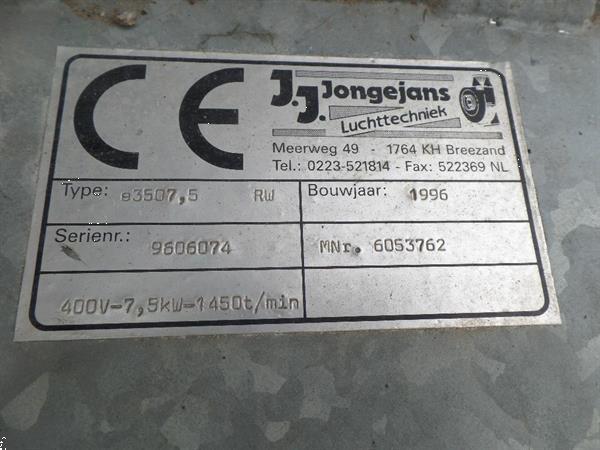 CE
J.J. Jongejans
Luchttechniek
Meerweg 49 - 1764 KH Breezand
Tel.: 0223-521814 - Fax: 522369 NL
Type: e3507,5 RW Bouwjaar: 1996
Serienr.: 9606074 MNr. 6053762
400V-7,5kW-1450t/min